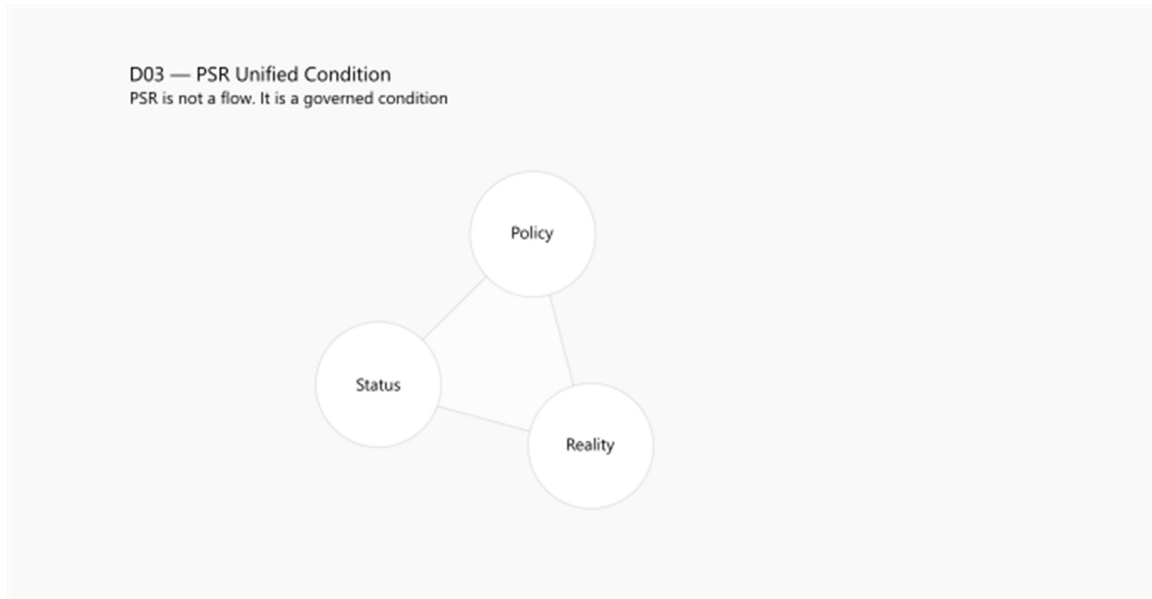 D03 — PSR Unified Condition
PSR is not a flow. It is a governed condition
Policy
Status
Reality